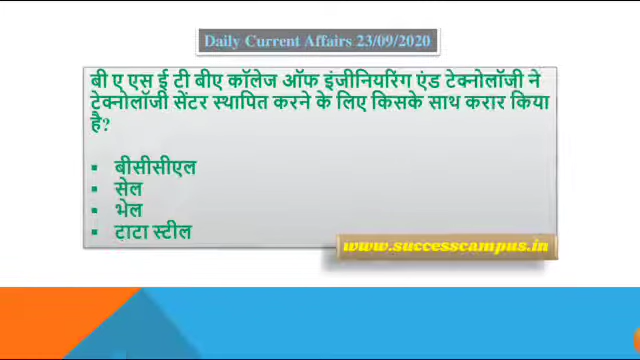 Daily Current Affairs 23/09/2020
बी ए एस ई टी बीए कॉलेज ऑफ इंजीनियरिंग एंड टेक्नोलॉजी ने
टेक्नोलॉजी सेंटर स्थापित करने के लिए किसके साथ करार किया
है?
▪ बीसीसीएल
▪ सेल
▪ भेल
▪ टाटा स्टील
www.successcampus.in